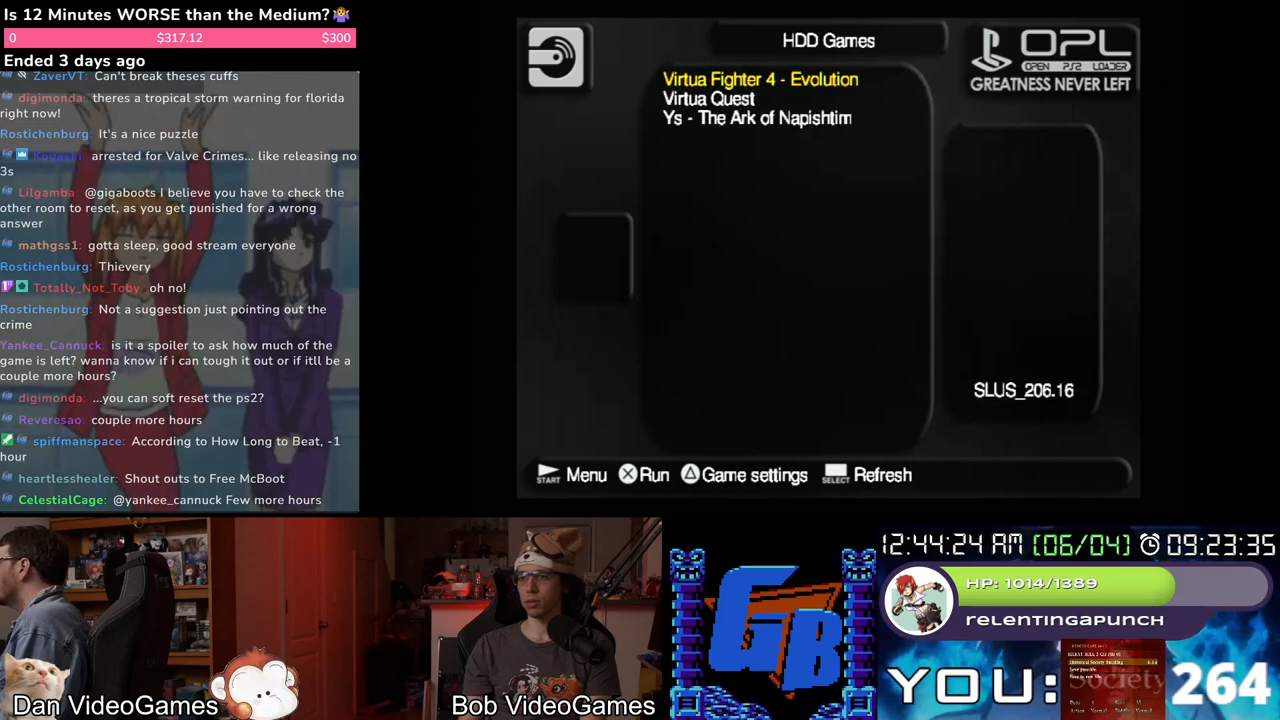 Is 12 Minutes WORSE than the Medium?🤷‍♀️
0 $317.12 $300
Ended 3 days ago
ZaverVT: Can't break theses cuffs
digimonda: theres a tropical storm warning for florida
right now!
Rostichenburg: It's a nice puzzle
arrested for Valve Crimes... like releasing no
3s
Lilgamba: @gigaboots I believe you have to check the
other room to reset, as you get punished for a wrong
answer
mathgss1: gotta sleep, good stream everyone
Rostichenburg: Thievery
Totally_Not_Toby: oh no!
Rostichenburg: Not a suggestion just pointing out the
crime
Yankee_Cannuck: is it a spoiler to ask how much of the
game is left? wanna know if i can tough it out or if itll be a
couple more hours?
digimonda: ...you can soft reset the ps2?
Reveresao: couple more hours
spiffmanspace: According to How Long to Beat, -1
hour
heartlesshealer: Shout outs to Free McBoot
CelestialCage: @yankee_cannuck Few more hours
HDD Games
OPL
OPEN PS2 LOADER
GREATNESS NEVER LEFT
Virtua Fighter 4 - Evolution
Virtua Quest
Ys - The Ark of Napishtim
SLUS_206.16
START Menu Run Game settings SELECT Refresh
Dan VideoGames
Bob VideoGames
GB
12:44:24 AM [06/04] 09:23:35
HP: 1014/1389
RELENTINGAPUNCH
YOU: 264
Society